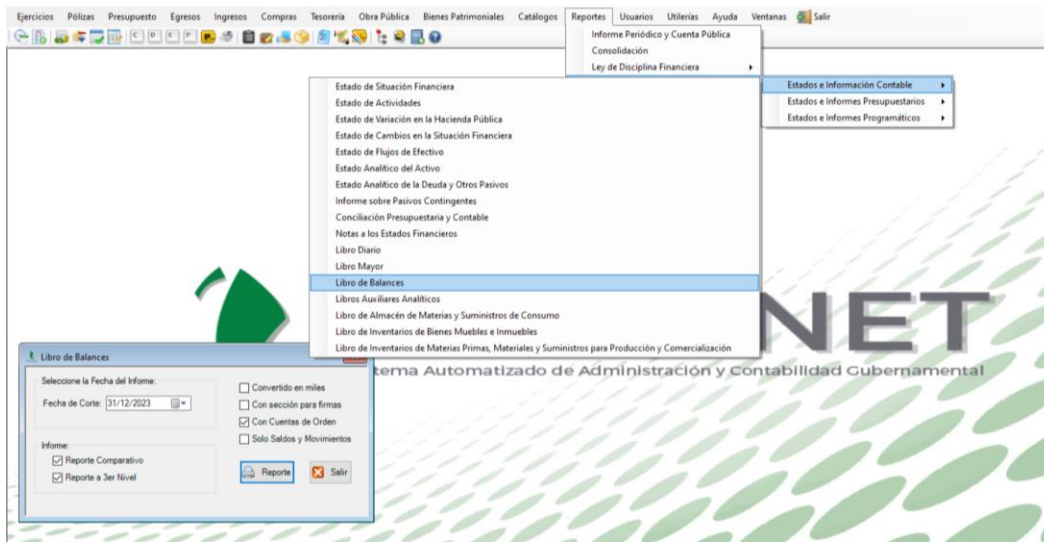 Ejercicios Pólizas Presupuesto Egresos Ingresos Compras Tesorería Obra Pública Bienes Patrimoniales Catálogos Reportes Usuarios Utilerías Ayuda Ventanas Salir
C D E P
Informe Periódico y Cuenta Pública
Consolidación
Ley de Disciplina Financiera
Estados e Información Contable
Estados e Informes Presupuestarios
Estados e Informes Programáticos
Estado de Situación Financiera
Estado de Actividades
Estado de Variación en la Hacienda Pública
Estado de Cambios en la Situación Financiera
Estado de Flujos de Efectivo
Estado Analítico del Activo
Estado Analítico de la Deuda y Otros Pasivos
Informe sobre Pasivos Contingentes
Conciliación Presupuestaria y Contable
Notas a los Estados Financieros
Libro Diario
Libro Mayor
Libro de Balances
Libros Auxiliares Analíticos
Libro de Almacén de Materias y Suministros de Consumo
Libro de Inventarios de Bienes Muebles e Inmuebles
Libro de Inventarios de Materias Primas, Materiales y Suministros para Producción y Comercialización
NET
tema Automatizado de Administración y Contabilidad Gubernamental
Libro de Balances
Seleccione la Fecha del Informe:
Fecha de Corte: 31/12/2023
Informe:
Reporte Comparativo
Reporte a 3er Nivel
Convertido en miles
Con sección para firmas
Con Cuentas de Orden
Solo Saldos y Movimientos
Reporte Salir